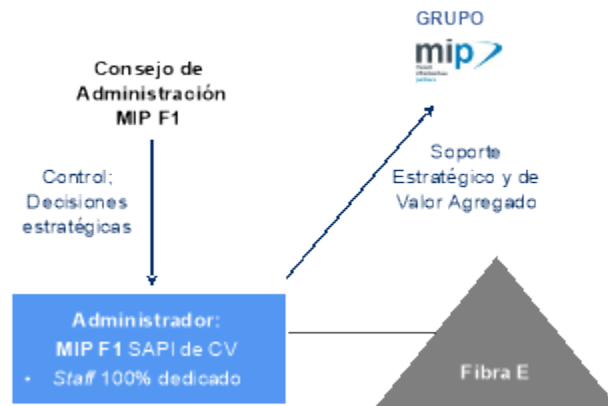 GRUPO
mip
Consejo de
Administración
MIP F1
Control;
Decisiones
estratégicas
Soporte
Estratégico y de
Valor Agregado
Administrador:
MIP F1 SAPI de CV
• Staff 100% dedicado
Fibra E